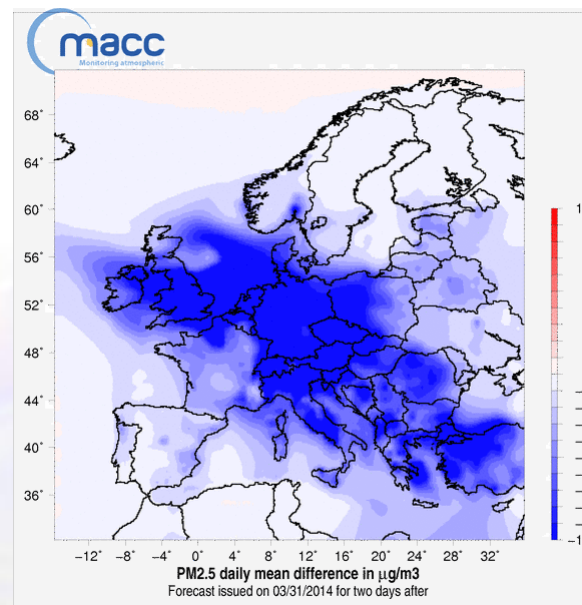 macc
Monitoring atmospheric
68°
64°
60°
56°
52°
48°
44°
40°
36°
−12° −8° −4° 0° 4° 8° 12° 16° 20° 24° 28° 32°
1
−1
PM2.5 daily mean difference in µg/m3
Forecast issued on 03/31/2014 for two days after